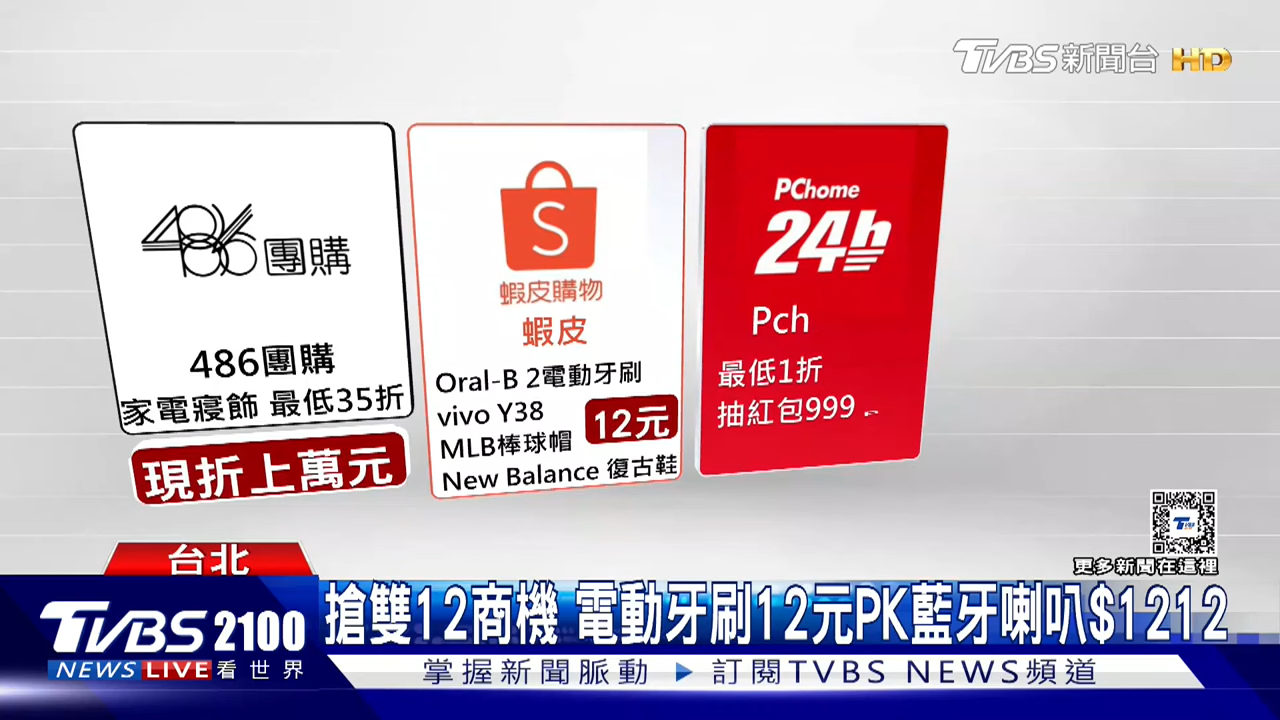 TVBS新聞台 HD
486團購
486團購
家電寢飾 最低35折
現折上萬元
S
蝦皮購物
蝦皮
Oral-B 2電動牙刷
vivo Y38
MLB棒球帽
New Balance 復古鞋
12元
PChome
24h
Pch
最低1折
抽紅包999
TVBS
更多新聞在這裡
台北
搶雙12商機 電動牙刷12元PK藍牙喇叭$1212
TVBS 2100
NEWS LIVE 看世界
掌握新聞脈動 ▶ 訂閱TVBS NEWS頻道